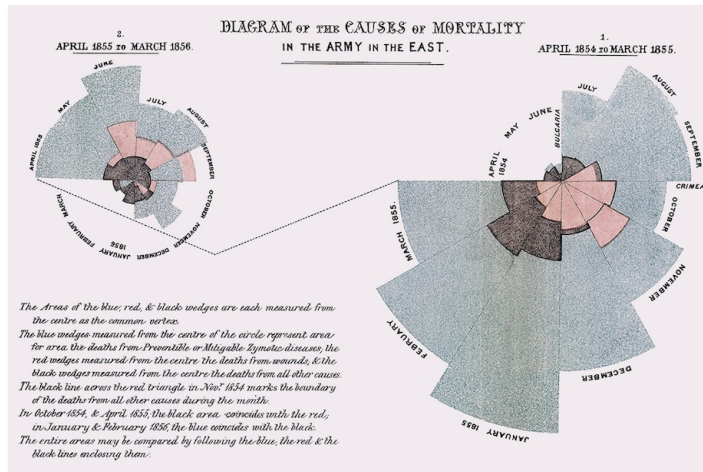 DIAGRAM OF THE CAUSES OF MORTALITY
IN THE ARMY IN THE EAST.
2.
APRIL 1855 TO MARCH 1856.
1.
APRIL 1854 TO MARCH 1855.
APRIL 1855
MAY
JUNE
JULY
AUGUST
SEPTEMBER
OCTOBER
NOVEMBER
DECEMBER
JANUARY 1856
FEBRUARY
MARCH
APRIL 1854
MAY
JUNE
BULGARIA
JULY
AUGUST
SEPTEMBER
CRIMEA
OCTOBER
NOVEMBER
DECEMBER
JANUARY 1855
FEBRUARY
MARCH 1855.
The Areas of the blue, red, & black wedges are each measured from
the centre as the common vertex.
The blue wedges measured from the centre of the circle represent area
for area the deaths from Preventible or Mitigable Zymotic diseases, the
red wedges measured from the centre the deaths from wounds, & the
black wedges measured from the centre the deaths from all other causes.
The black line across the red triangle in Novr. 1854 marks the boundary
of the deaths from all other causes during the month.
In October 1854, & April 1855, the black area coincides with the red,
in January & February 1856, the blue coincides with the black.
The entire areas may be compared by following the blue, the red & the
black lines enclosing them.